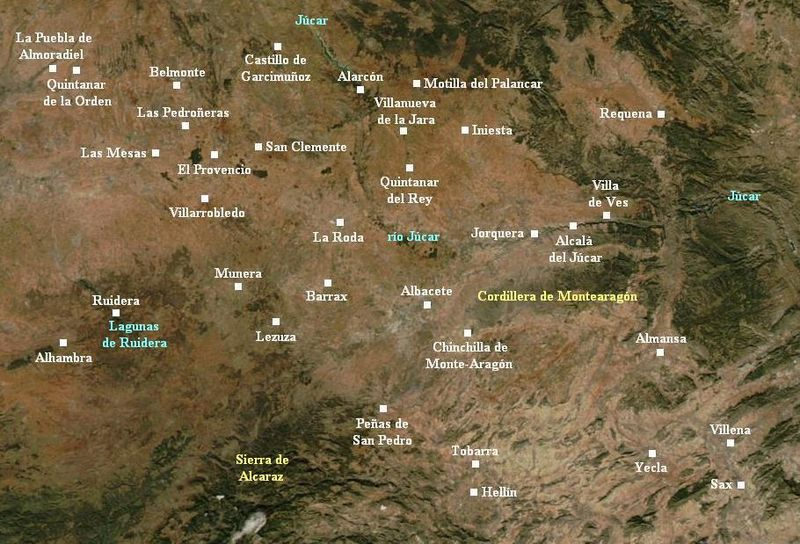 Júcar
La Puebla de
Almoradiel
Quintanar
de la Orden
Belmonte
Castillo de
Garcimuñoz
Alarcón
Motilla del Palancar
Villanueva
de la Jara
Las Pedroñeras
Requena
Iniesta
Las Mesas
El Provencio
San Clemente
Quintanar
del Rey
Villa
de Ves
Júcar
Villarrobledo
La Roda
río Júcar
Jorquera
Alcalá
del Júcar
Munera
Barrax
Albacete
Cordillera de Montearagón
Ruidera
Lagunas
de Ruidera
Lezuza
Alhambra
Chinchilla de
Monte-Aragón
Almansa
Peñas de
San Pedro
Villena
Sierra de
Alcaraz
Tobarra
Yecla
Hellín
Sax